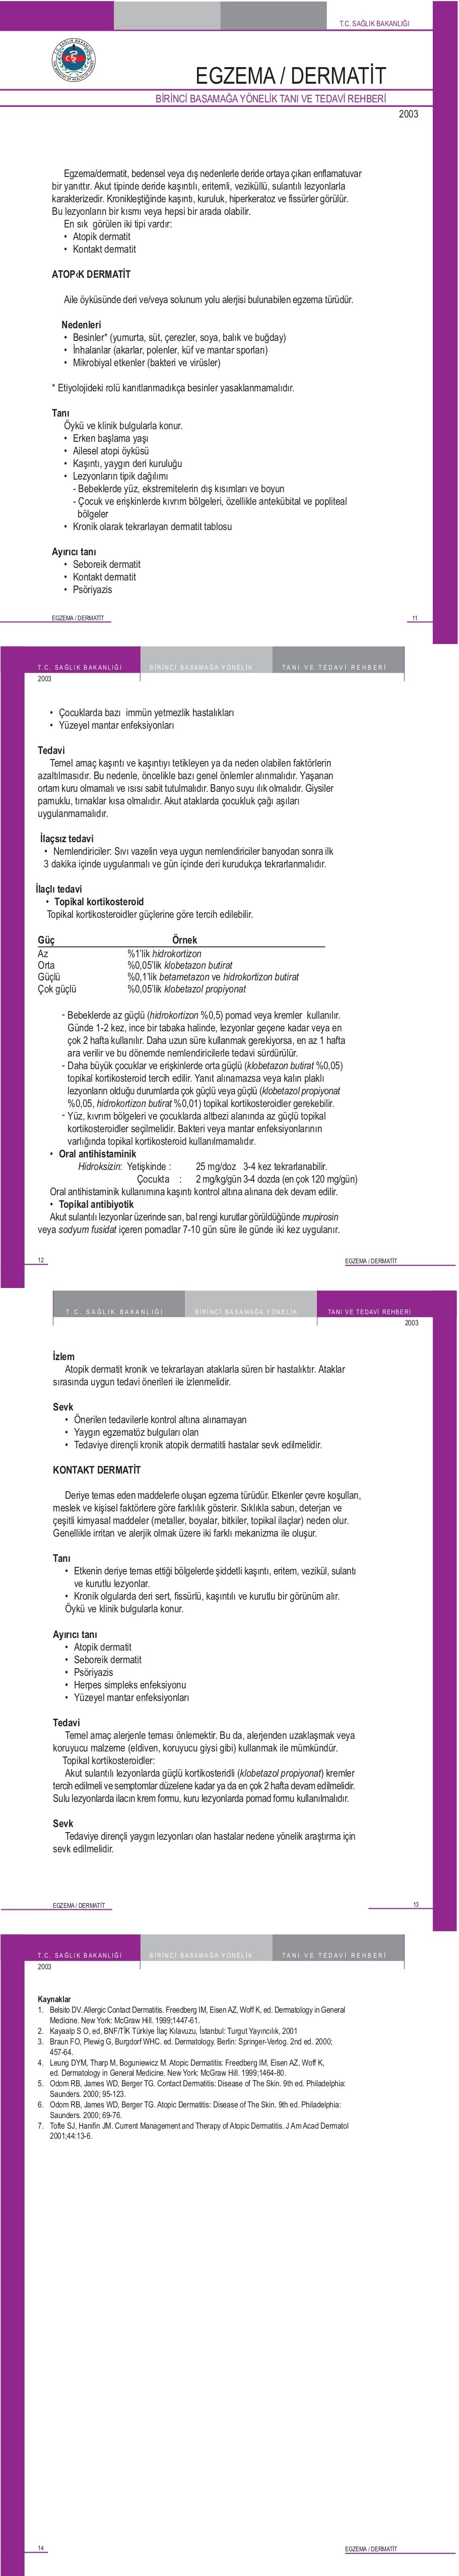 T.C. SAĞLIK BAKANLIĞI
EGZEMA / DERMATİT
BİRİNCİ BASAMAĞA YÖNELİK TANI VE TEDAVİ REHBERİ
2003
Egzema/dermatit, bedensel veya dış nedenlerle deride ortaya çıkan enflamatuvar
bir yanıttır. Akut tipinde deride kaşıntılı, eritemli, veziküllü, sulantılı lezyonlarla
karakterizedir. Kronikleştiğinde kaşıntı, kuruluk, hiperkeratoz ve fissürler görülür.
Bu lezyonların bir kısmı veya hepsi bir arada olabilir.
En sık görülen iki tipi vardır:
• Atopik dermatit
• Kontakt dermatit
ATOP‹K DERMATİT
Aile öyküsünde deri ve/veya solunum yolu alerjisi bulunabilen egzema türüdür.
Nedenleri
• Besinler* (yumurta, süt, çerezler, soya, balık ve buğday)
• İnhalanlar (akarlar, polenler, küf ve mantar sporları)
• Mikrobiyal etkenler (bakteri ve virüsler)
* Etiyolojideki rolü kanıtlanmadıkça besinler yasaklanmamalıdır.
Tanı
Öykü ve klinik bulgularla konur.
• Erken başlama yaşı
• Ailesel atopi öyküsü
• Kaşıntı, yaygın deri kuruluğu
• Lezyonların tipik dağılımı
- Bebeklerde yüz, ekstremitelerin dış kısımları ve boyun
- Çocuk ve erişkinlerde kıvrım bölgeleri, özellikle antekübital ve popliteal
bölgeler
• Kronik olarak tekrarlayan dermatit tablosu
Ayırıcı tanı
• Seboreik dermatit
• Kontakt dermatit
• Psöriyazis
EGZEMA / DERMATİT 11
T.C. SAĞLIK BAKANLIĞI BİRİNCİ BASAMAĞA YÖNELİK TANI VE TEDAVİ REHBERİ
2003
• Çocuklarda bazı immün yetmezlik hastalıkları
• Yüzeyel mantar enfeksiyonları
Tedavi
Temel amaç kaşıntı ve kaşıntıyı tetikleyen ya da neden olabilen faktörlerin
azaltılmasıdır. Bu nedenle, öncelikle bazı genel önlemler alınmalıdır. Yaşanan
ortam kuru olmamalı ve ısısı sabit tutulmalıdır. Banyo suyu ılık olmalıdır. Giysiler
pamuklu, tırnaklar kısa olmalıdır. Akut ataklarda çocukluk çağı aşıları
uygulanmamalıdır.
İlaçsız tedavi
• Nemlendiriciler: Sıvı vazelin veya uygun nemlendiriciler banyodan sonra ilk
3 dakika içinde uygulanmalı ve gün içinde deri kurudukça tekrarlanmalıdır.
İlaçlı tedavi
• Topikal kortikosteroid
Topikal kortikosteroidler güçlerine göre tercih edilebilir.
Güç Örnek
Az %1'lik hidrokortizon
Orta %0,05'lik klobetazon butirat
Güçlü %0,1'lik betametazon ve hidrokortizon butirat
Çok güçlü %0,05'lik klobetazol propiyonat
- Bebeklerde az güçlü (hidrokortizon %0,5) pomad veya kremler kullanılır.
Günde 1-2 kez, ince bir tabaka halinde, lezyonlar geçene kadar veya en
çok 2 hafta kullanılır. Daha uzun süre kullanmak gerekiyorsa, en az 1 hafta
ara verilir ve bu dönemde nemlendiricilerle tedavi sürdürülür.
- Daha büyük çocuklar ve erişkinlerde orta güçlü (klobetazon butirat %0,05)
topikal kortikosteroid tercih edilir. Yanıt alınamazsa veya kalın plaklı
lezyonların olduğu durumlarda çok güçlü veya güçlü (klobetazol propiyonat
%0,05, hidrokortizon butirat %0,01) topikal kortikosteroidler gerekebilir.
- Yüz, kıvrım bölgeleri ve çocuklarda altbezi alanında az güçlü topikal
kortikosteroidler seçilmelidir. Bakteri veya mantar enfeksiyonlarının
varlığında topikal kortikosteroid kullanılmamalıdır.
• Oral antihistaminik
Hidroksizin: Yetişkinde : 25 mg/doz 3-4 kez tekrarlanabilir.
Çocukta : 2 mg/kg/gün 3-4 dozda (en çok 120 mg/gün)
Oral antihistaminik kullanımına kaşıntı kontrol altına alınana dek devam edilir.
• Topikal antibiyotik
Akut sulantılı lezyonlar üzerinde sarı, bal rengi kurutlar görüldüğünde mupirosin
veya sodyum fusidat içeren pomadlar 7-10 gün süre ile günde iki kez uygulanır.
12 EGZEMA / DERMATİT
T.C. SAĞLIK BAKANLIĞI BİRİNCİ BASAMAĞA YÖNELİK TANI VE TEDAVİ REHBERİ
2003
İzlem
Atopik dermatit kronik ve tekrarlayan ataklarla süren bir hastalıktır. Ataklar
sırasında uygun tedavi önerileri ile izlenmelidir.
Sevk
• Önerilen tedavilerle kontrol altına alınamayan
• Yaygın egzematöz bulguları olan
• Tedaviye dirençli kronik atopik dermatitli hastalar sevk edilmelidir.
KONTAKT DERMATİT
Deriye temas eden maddelerle oluşan egzema türüdür. Etkenler çevre koşulları,
meslek ve kişisel faktörlere göre farklılık gösterir. Sıklıkla sabun, deterjan ve
çeşitli kimyasal maddeler (metaller, boyalar, bitkiler, topikal ilaçlar) neden olur.
Genellikle irritan ve alerjik olmak üzere iki farklı mekanizma ile oluşur.
Tanı
• Etkenin deriye temas ettiği bölgelerde şiddetli kaşıntı, eritem, vezikül, sulantı
ve kurutlu lezyonlar.
• Kronik olgularda deri sert, fissürlü, kaşıntılı ve kurutlu bir görünüm alır.
Öykü ve klinik bulgularla konur.
Ayırıcı tanı
• Atopik dermatit
• Seboreik dermatit
• Psöriyazis
• Herpes simpleks enfeksiyonu
• Yüzeyel mantar enfeksiyonları
Tedavi
Temel amaç alerjenle teması önlemektir. Bu da, alerjenden uzaklaşmak veya
koruyucu malzeme (eldiven, koruyucu giysi gibi) kullanmak ile mümkündür.
Topikal kortikosteroidler:
Akut sulantılı lezyonlarda güçlü kortikosteridli (klobetazol propiyonat) kremler
tercih edilmeli ve semptomlar düzelene kadar ya da en çok 2 hafta devam edilmelidir.
Sulu lezyonlarda ilacın krem formu, kuru lezyonlarda pomad formu kullanılmalıdır.
Sevk
Tedaviye dirençli yaygın lezyonları olan hastalar nedene yönelik araştırma için
sevk edilmelidir.
EGZEMA / DERMATİT 13
T.C. SAĞLIK BAKANLIĞI BİRİNCİ BASAMAĞA YÖNELİK TANI VE TEDAVİ REHBERİ
2003
Kaynaklar
1. Belsito DV. Allergic Contact Dermatitis. Freedberg IM, Eisen AZ, Woff K, ed. Dermatology in General
Medicine. New York: McGraw Hill. 1999;1447-61.
2. Kayaalp S O, ed, BNF/TİK Türkiye İlaç Kılavuzu, İstanbul: Turgut Yayıncılık, 2001
3. Braun FO, Plewig G, Burgdorf WHC. ed. Dermatology. Berlin: Springer-Verlog. 2nd ed. 2000;
457-64.
4. Leung DYM, Tharp M, Boguniewicz M. Atopic Dermatitis: Freedberg IM, Eisen AZ, Woff K,
ed. Dermatology in General Medicine. New York: McGraw Hill. 1999;1464-80.
5. Odom RB, James WD, Berger TG. Contact Dermatitis: Disease of The Skin. 9th ed. Philadelphia:
Saunders. 2000; 95-123.
6. Odom RB, James WD, Berger TG. Atopic Dermatitis: Disease of The Skin. 9th ed. Philadelphia:
Saunders. 2000; 69-76.
7. Tofte SJ, Hanifin JM. Current Management and Therapy of Atopic Dermatitis. J Am Acad Dermatol
2001;44:13-6.
14 EGZEMA / DERMATİT